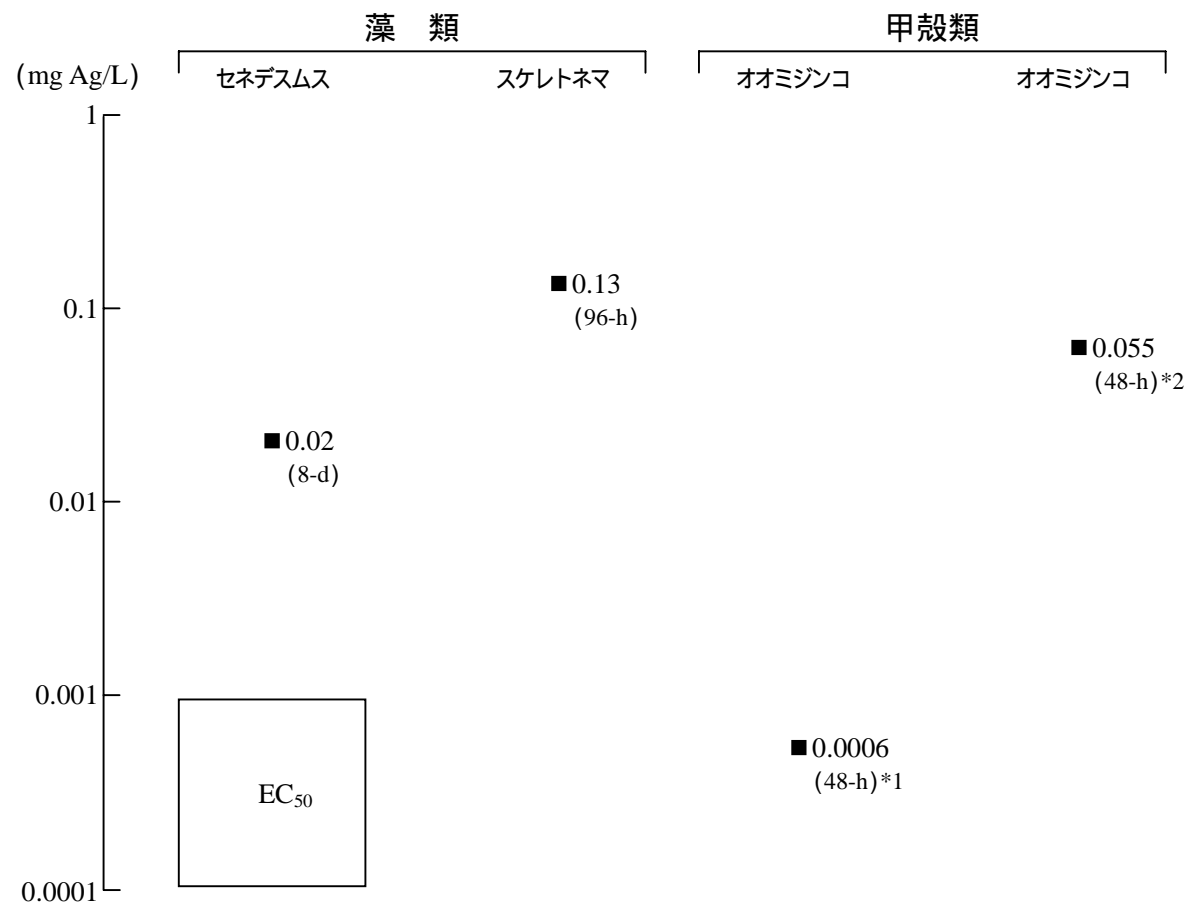 藻　類
甲殻類
(mg Ag/L)
セネデスムス
スケレトネマ
オオミジンコ
オオミジンコ
1
0.13
(96-h)
0.1
0.055
(48-h)*2
0.02
(8-d)
0.01
0.001
0.0006
(48-h)*1
EC₅₀
0.0001